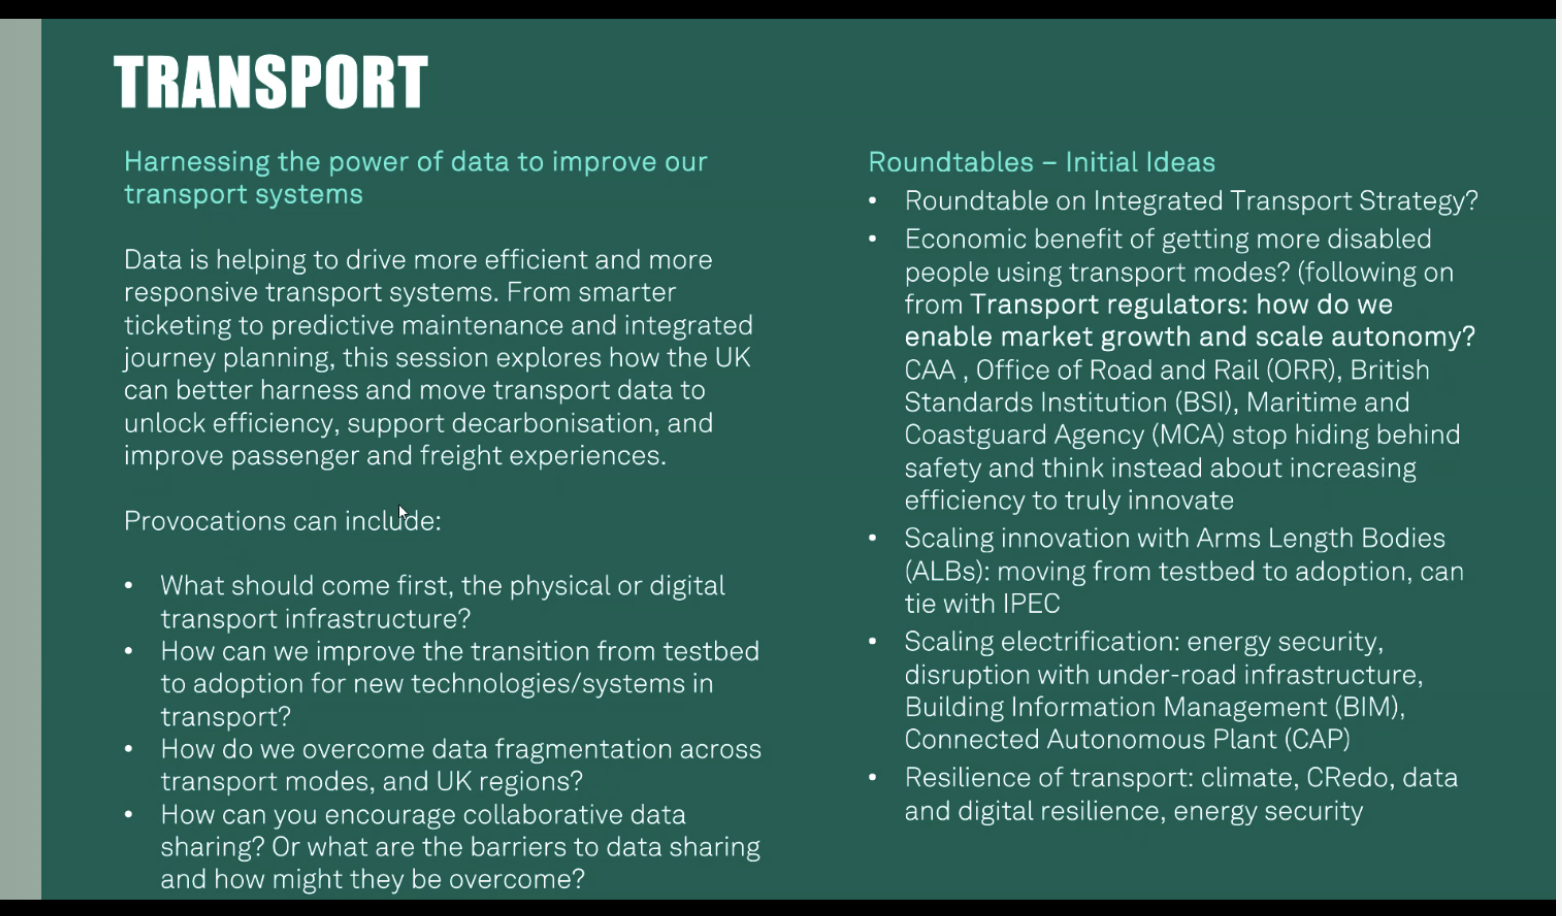 TRANSPORT
Harnessing the power of data to improve our
transport systems
Data is helping to drive more efficient and more
responsive transport systems. From smarter
ticketing to predictive maintenance and integrated
journey planning, this session explores how the UK
can better harness and move transport data to
unlock efficiency, support decarbonisation, and
improve passenger and freight experiences.
Provocations can include:
• What should come first, the physical or digital
transport infrastructure?
• How can we improve the transition from testbed
to adoption for new technologies/systems in
transport?
• How do we overcome data fragmentation across
transport modes, and UK regions?
• How can you encourage collaborative data
sharing? Or what are the barriers to data sharing
and how might they be overcome?
Roundtables – Initial Ideas
• Roundtable on Integrated Transport Strategy?
• Economic benefit of getting more disabled
people using transport modes? (following on
from Transport regulators: how do we
enable market growth and scale autonomy?
CAA , Office of Road and Rail (ORR), British
Standards Institution (BSI), Maritime and
Coastguard Agency (MCA) stop hiding behind
safety and think instead about increasing
efficiency to truly innovate
• Scaling innovation with Arms Length Bodies
(ALBs): moving from testbed to adoption, can
tie with IPEC
• Scaling electrification: energy security,
disruption with under-road infrastructure,
Building Information Management (BIM),
Connected Autonomous Plant (CAP)
• Resilience of transport: climate, CRedo, data
and digital resilience, energy security